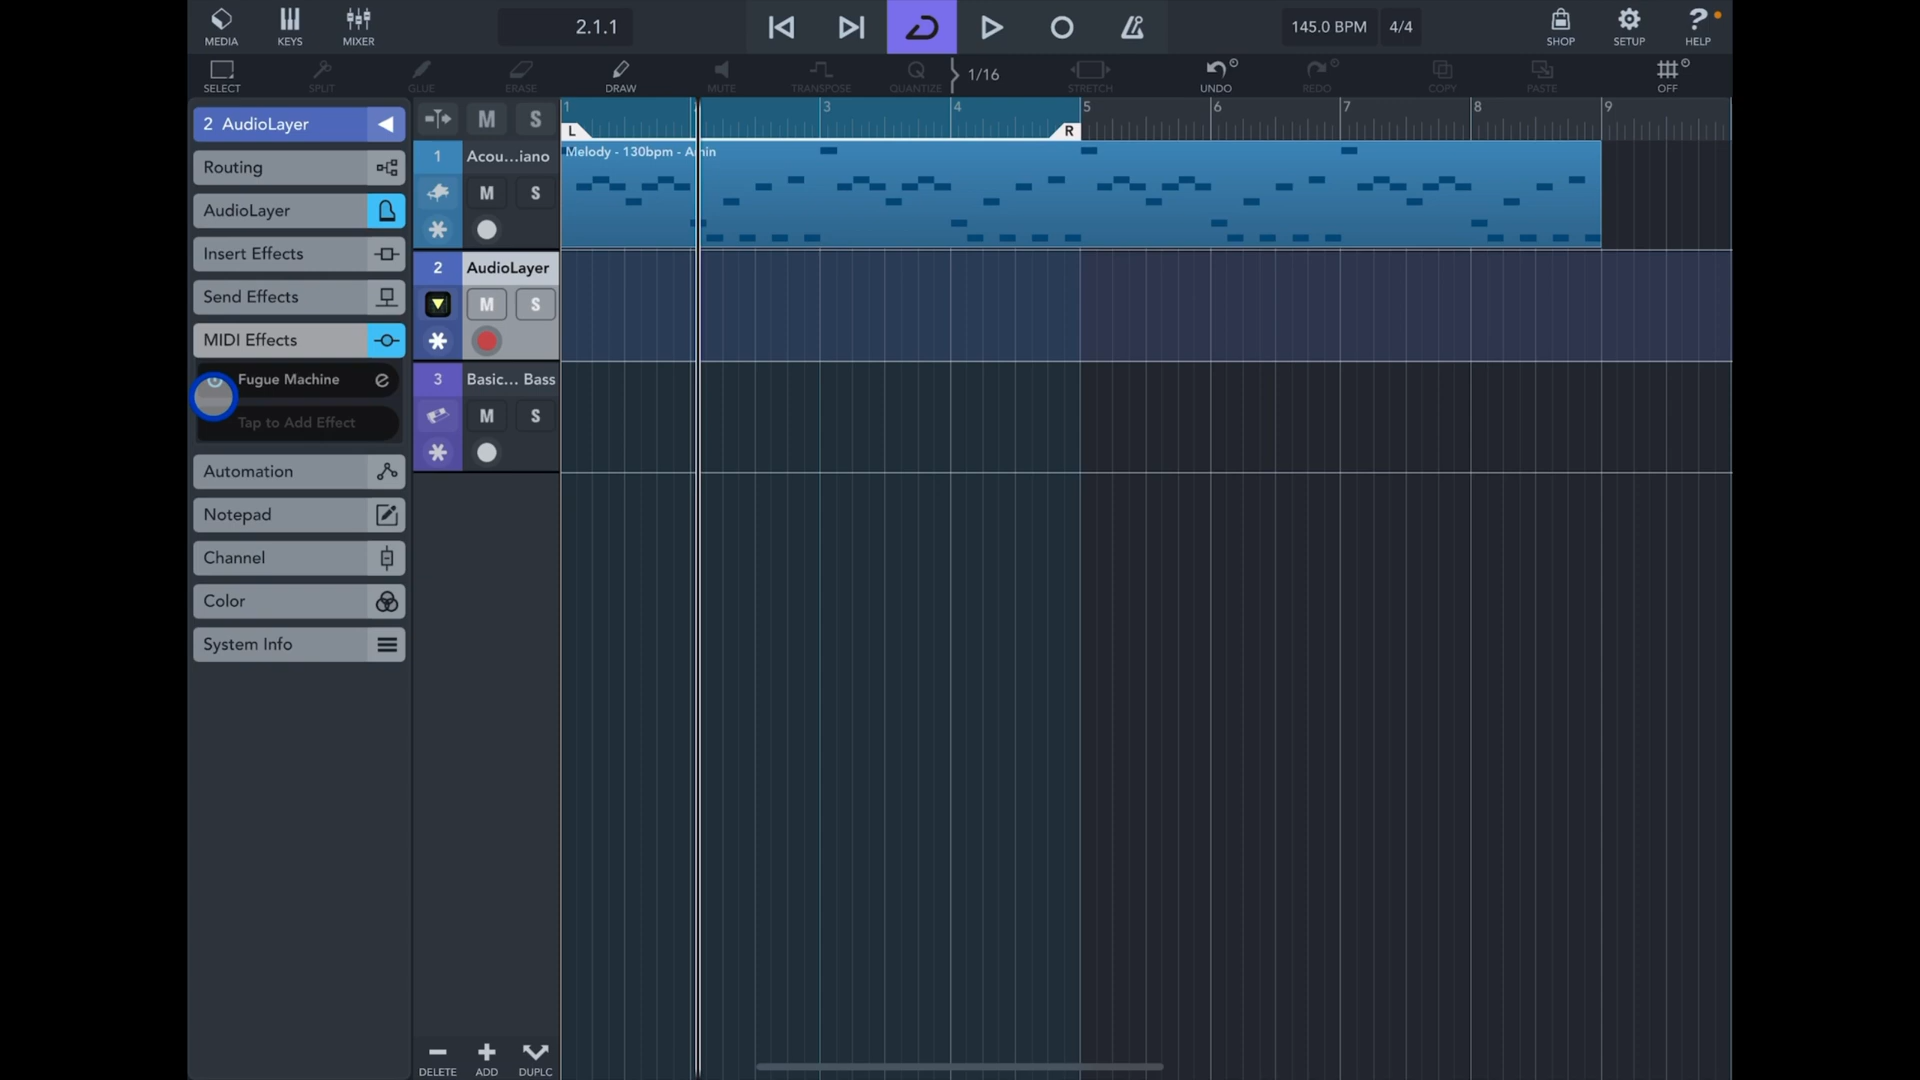 MEDIA
KEYS
MIXER
2.1.1
145.0 BPM
4/4
SHOP
SETUP
HELP
SELECT
SPLIT
GLUE
ERASE
DRAW
MUTE
TRANSPOSE
QUANTIZE
1/16
STRETCH
UNDO
REDO
COPY
PASTE
OFF
2 AudioLayer
Routing
AudioLayer
Insert Effects
Send Effects
MIDI Effects
Fugue Machine
Tap to Add Effect
Automation
Notepad
Channel
Color
System Info
M S
1 3 4 5 6 7 8 9
L R
1 Acou...iano
M S
Melody - 130bpm - Amin
2 AudioLayer
M S
3 Basic... Bass
M S
DELETE
ADD
DUPLC